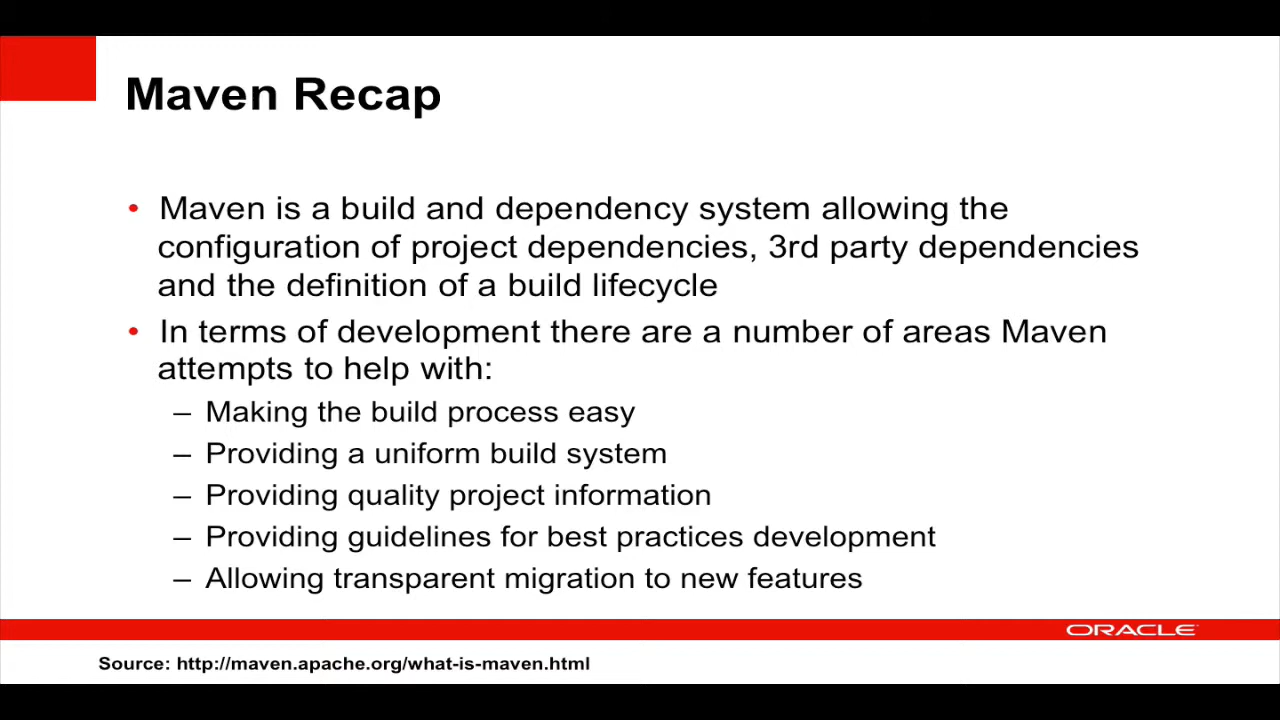 Maven Recap
• Maven is a build and dependency system allowing the
configuration of project dependencies, 3rd party dependencies
and the definition of a build lifecycle
• In terms of development there are a number of areas Maven
attempts to help with:
– Making the build process easy
– Providing a uniform build system
– Providing quality project information
– Providing guidelines for best practices development
– Allowing transparent migration to new features
ORACLE
Source: http://maven.apache.org/what-is-maven.html